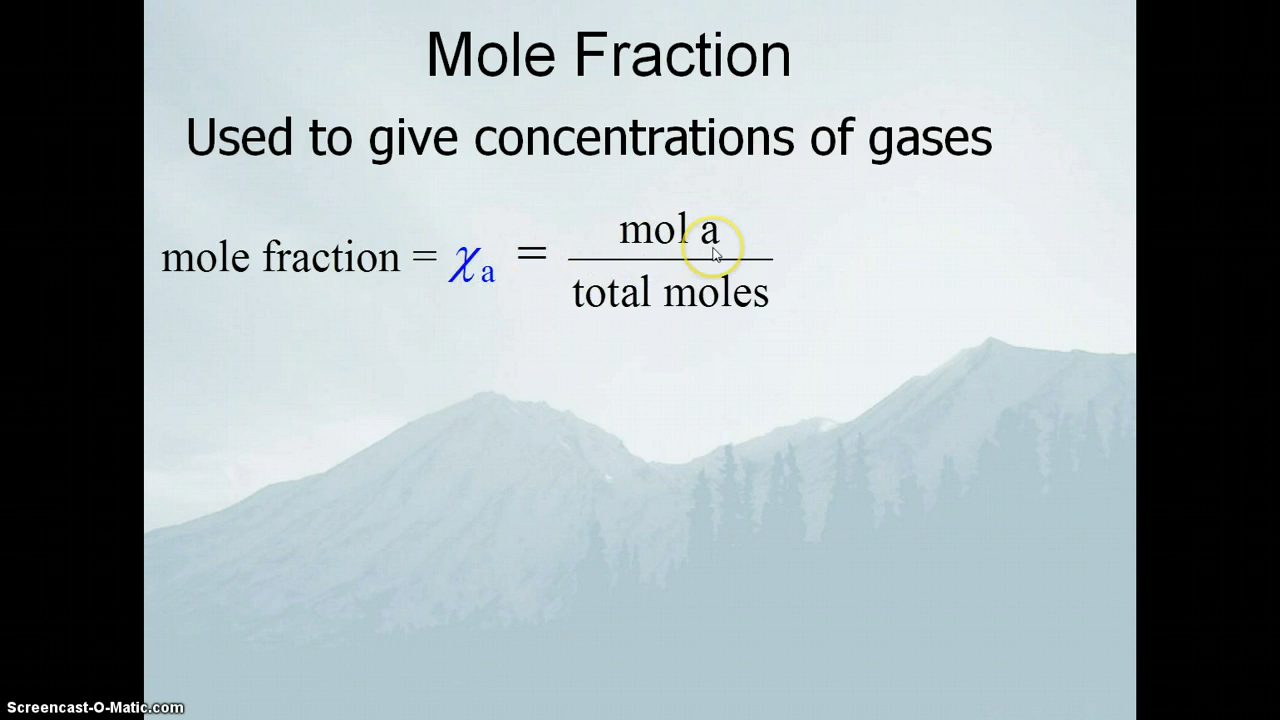 Mole Fraction
Used to give concentrations of gases
mole fraction = χa = mol a
total moles
Screencast-O-Matic.com